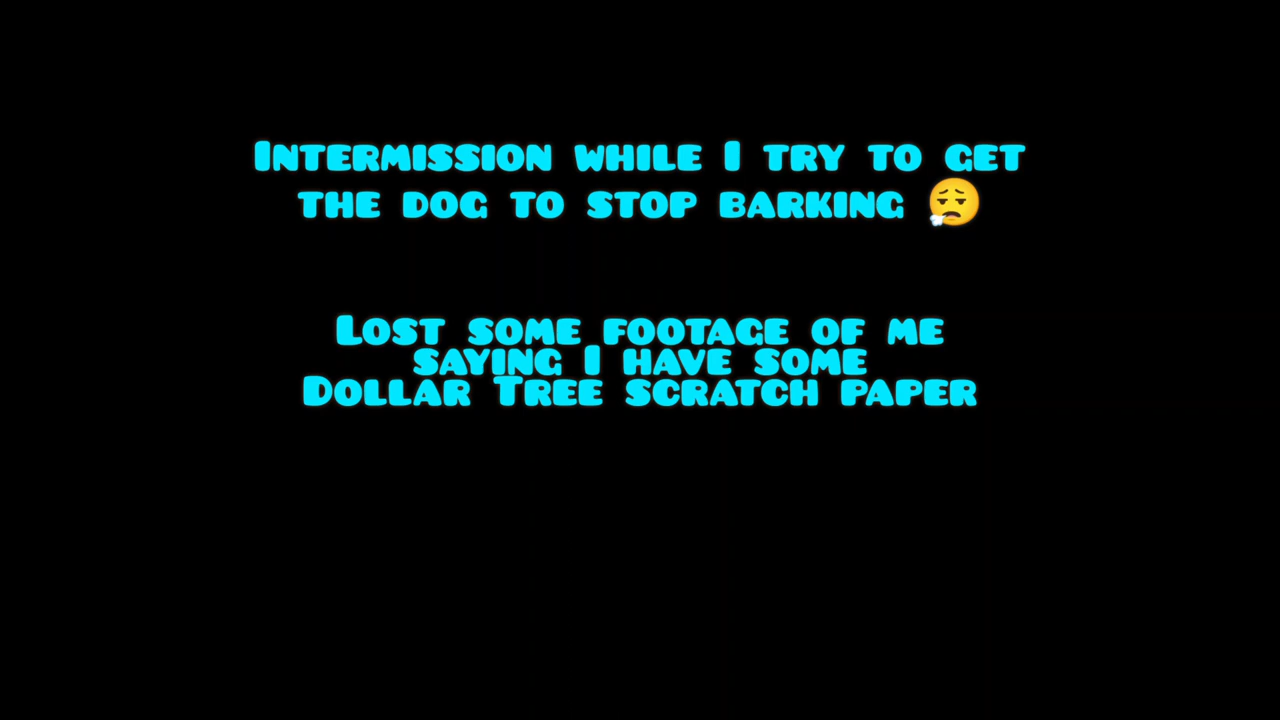 Intermission while I try to get
the dog to stop barking 😮‍💨
Lost some footage of me
saying I have some
Dollar Tree scratch paper